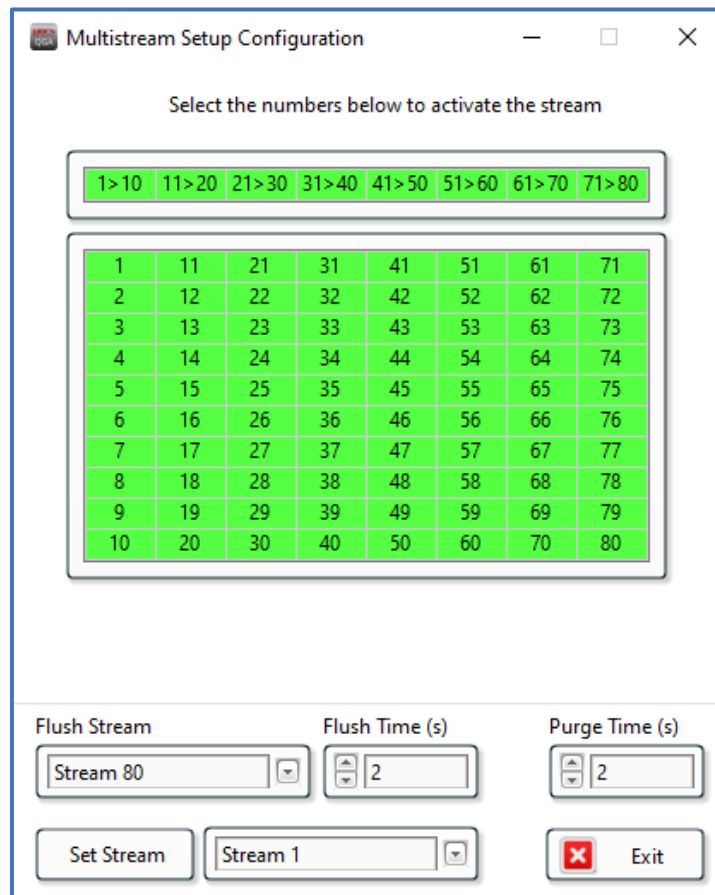 Multistream Setup Configuration
Select the numbers below to activate the stream
1>10 11>20 21>30 31>40 41>50 51>60 61>70 71>80
1 11 21 31 41 51 61 71
2 12 22 32 42 52 62 72
3 13 23 33 43 53 63 73
4 14 24 34 44 54 64 74
5 15 25 35 45 55 65 75
6 16 26 36 46 56 66 76
7 17 27 37 47 57 67 77
8 18 28 38 48 58 68 78
9 19 29 39 49 59 69 79
10 20 30 40 50 60 70 80
Flush Stream Flush Time (s) Purge Time (s)
Stream 80 2 2
Set Stream Stream 1 Exit